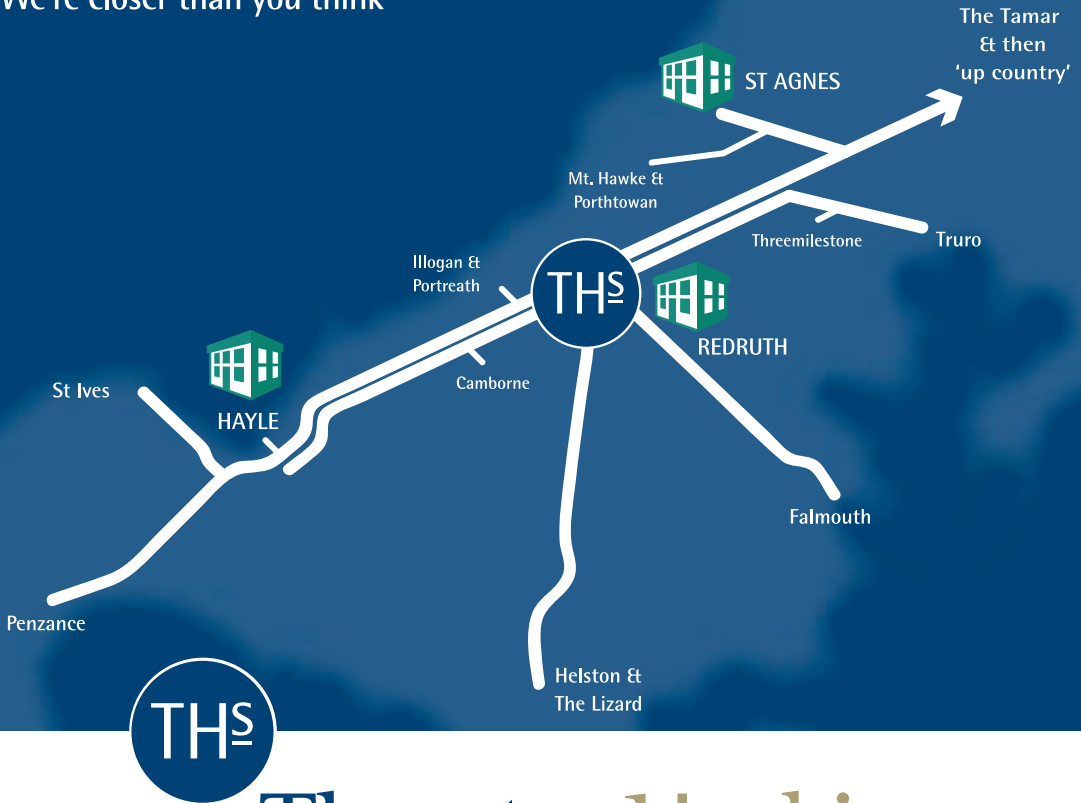 We're closer than you think
The Tamar
& then
'up country'
ST AGNES
Mt. Hawke &
Porthtowan
Threemilestone
Truro
Illogan &
Portreath
THS
REDRUTH
Camborne
St Ives
HAYLE
Falmouth
Penzance
Helston &
The Lizard
THS